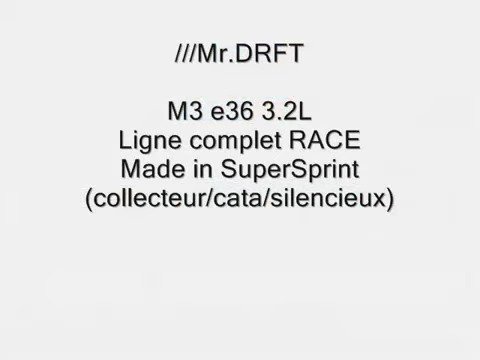 ///Mr.DRFT
M3 e36 3.2L
Ligne complet RACE
Made in SuperSprint
(collecteur/cata/silencieux)